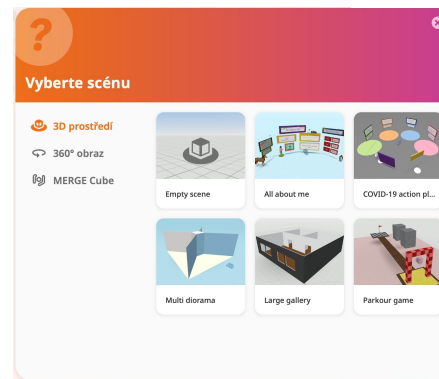 ?
Vyberte scénu
3D prostředí
360° obraz
MERGE Cube
Empty scene
All about me
COVID-19 action pl...
Multi diorama
Large gallery
Parkour game